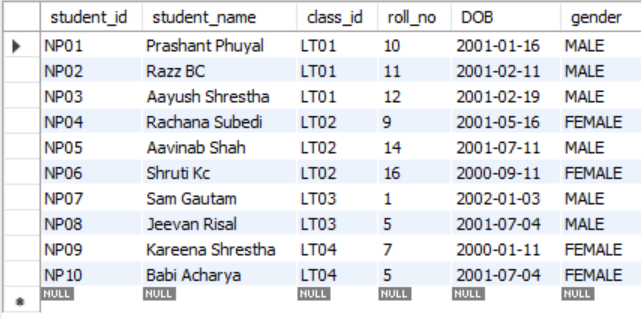 student_id student_name class_id roll_no DOB gender
NP01 Prashant Phuyal LT01 10 2001-01-16 MALE
NP02 Razz BC LT01 11 2001-02-11 MALE
NP03 Aayush Shrestha LT01 12 2001-02-19 MALE
NP04 Rachana Subedi LT02 9 2001-05-16 FEMALE
NP05 Aavinab Shah LT02 14 2001-07-11 MALE
NP06 Shruti Kc LT02 16 2000-09-11 FEMALE
NP07 Sam Gautam LT03 1 2002-01-03 MALE
NP08 Jeevan Risal LT03 5 2001-07-04 MALE
NP09 Kareena Shrestha LT04 7 2000-01-11 FEMALE
NP10 Babi Acharya LT04 5 2001-07-04 FEMALE
NULL NULL NULL NULL NULL NULL